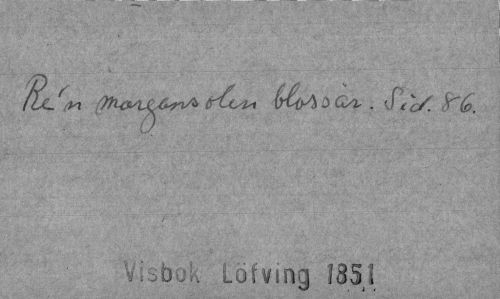 Re'n morgonsolen blossar. Sid. 86.
Visbok Löfving 1851